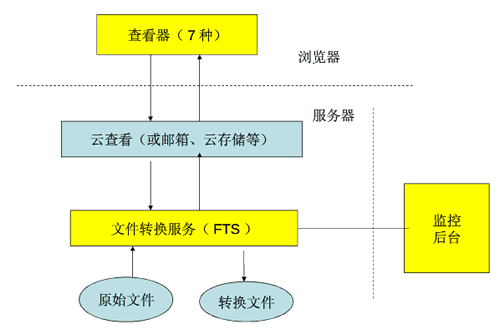 查看器（7 种）
浏览器
服务器
云查看（或邮箱、云存储等）
文件转换服务（FTS）
监控
后台
原始文件
转换文件